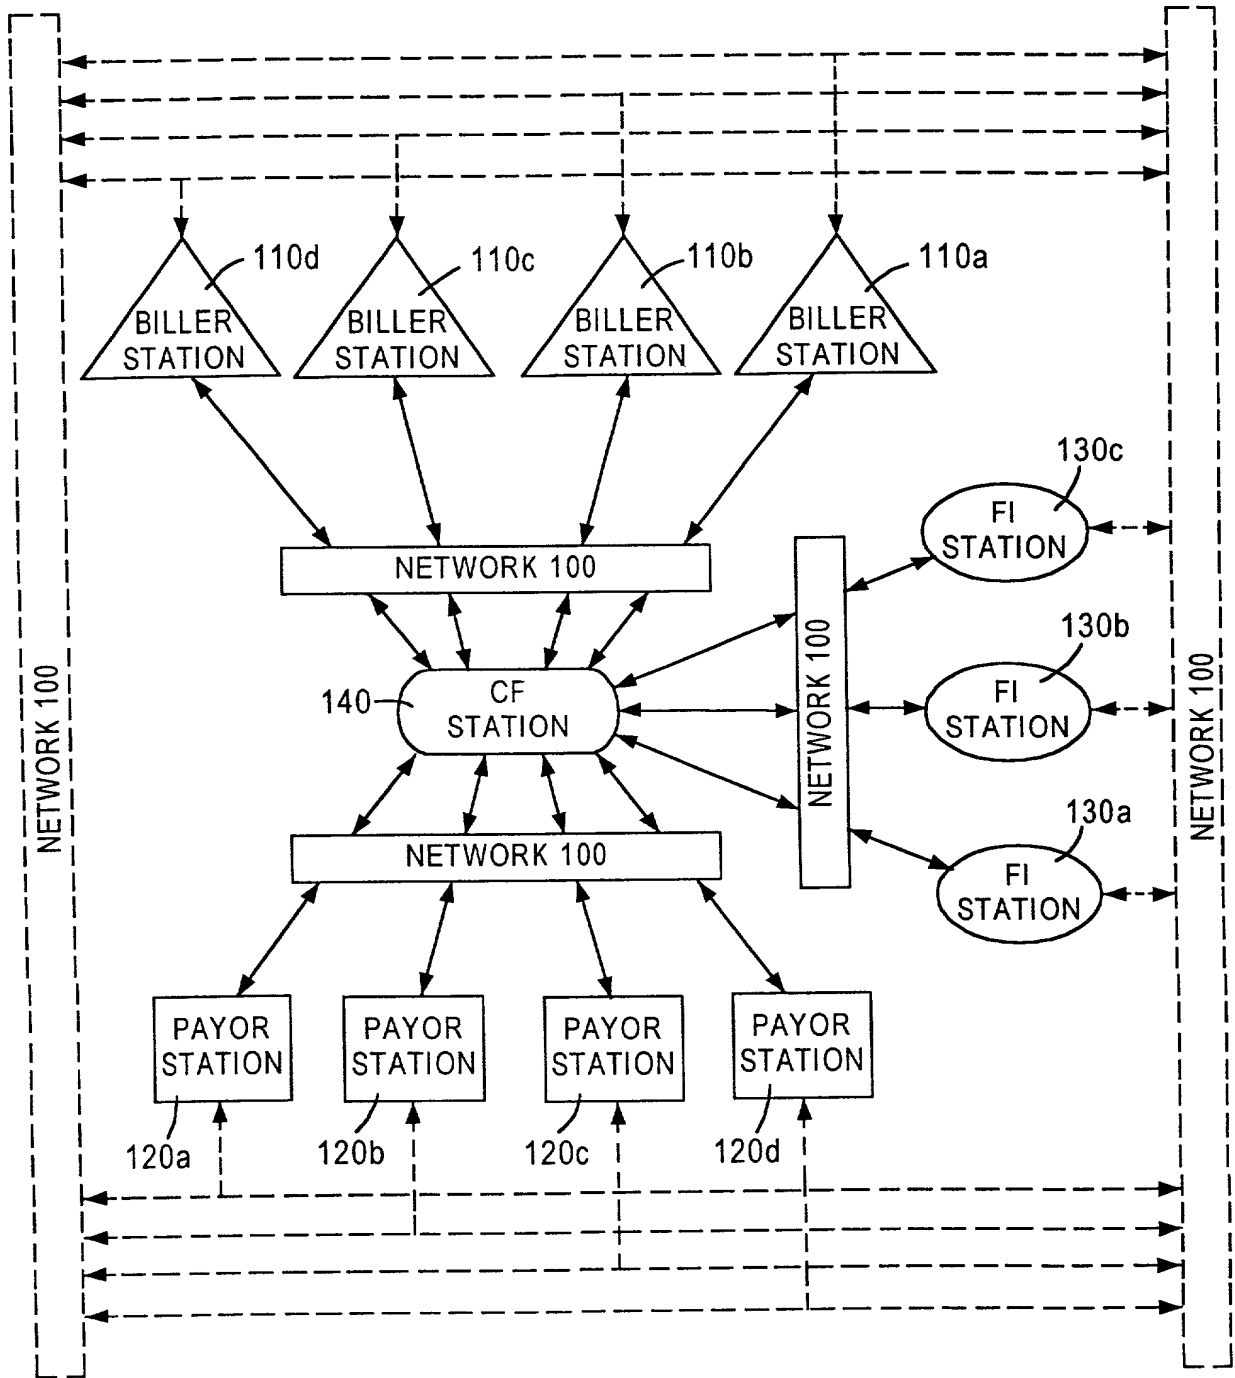 110d
110c
110b
110a
BILLER
STATION
BILLER
STATION
BILLER
STATION
BILLER
STATION
130c
FI
STATION
NETWORK 100
NETWORK 100
130b
FI
STATION
NETWORK 100
140
CF
STATION
NETWORK 100
NETWORK 100
130a
FI
STATION
NETWORK 100
PAYOR
STATION
PAYOR
STATION
PAYOR
STATION
PAYOR
STATION
120a
120b
120c
120d